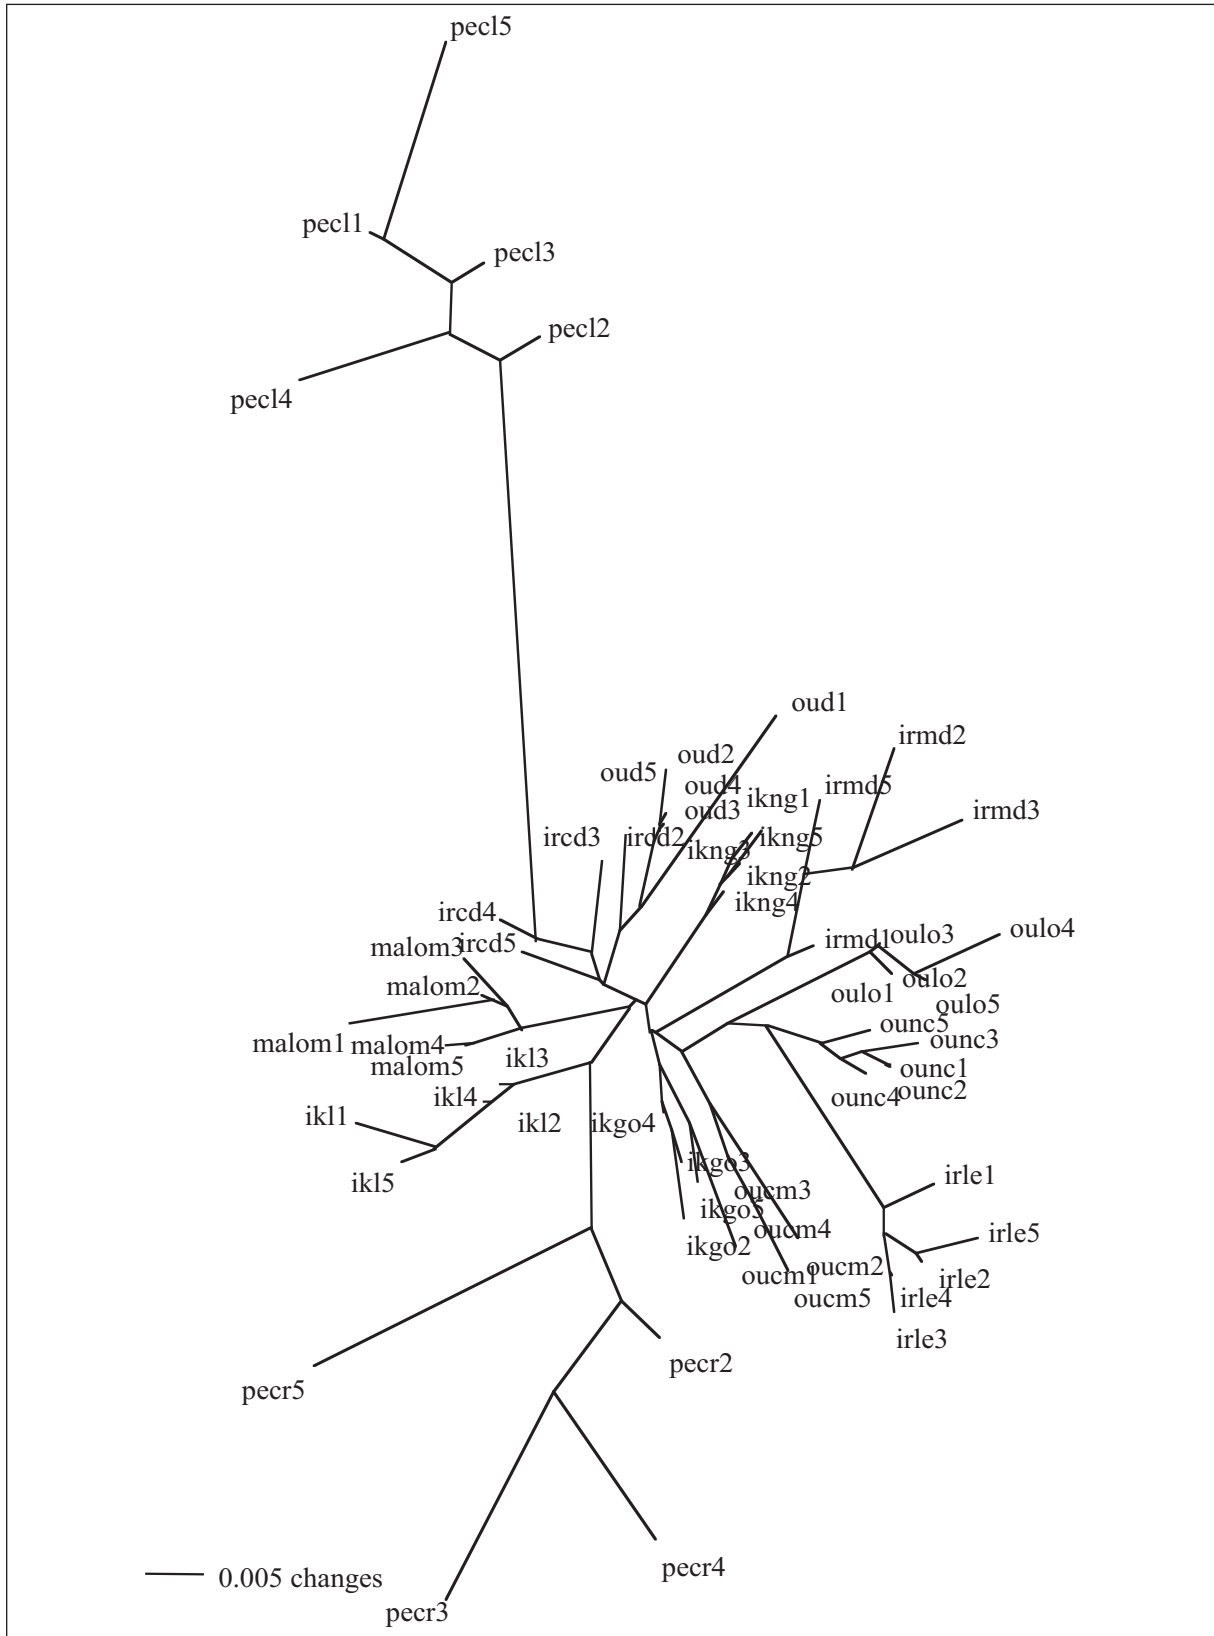 pecl5
pecl1
pecl3
pecl2
pecl4
oud1
irmd2
oud2
oud5
oud4
irmd5
ikng1
oud3
irmd3
ircd3
ircd2
ikng5
ikng3
ikng2
ikng4
ircd4
oulo4
oulo3
irmd1
ircd5
malom3
oulo2
malom2
oulo1
oulo5
ounc5
ounc3
malom1
malom4
ikl3
malom5
ounc1
ounc2
ikl4
ounc4
ikl1
ikl2
ikgo4
ikgo3
irle1
ikl5
oucm3
ikgo5
oucm4
irle5
ikgo2
oucm2
oucm1
irle2
oucm5
irle4
irle3
pecr2
pecr5
pecr4
0.005 changes
pecr3